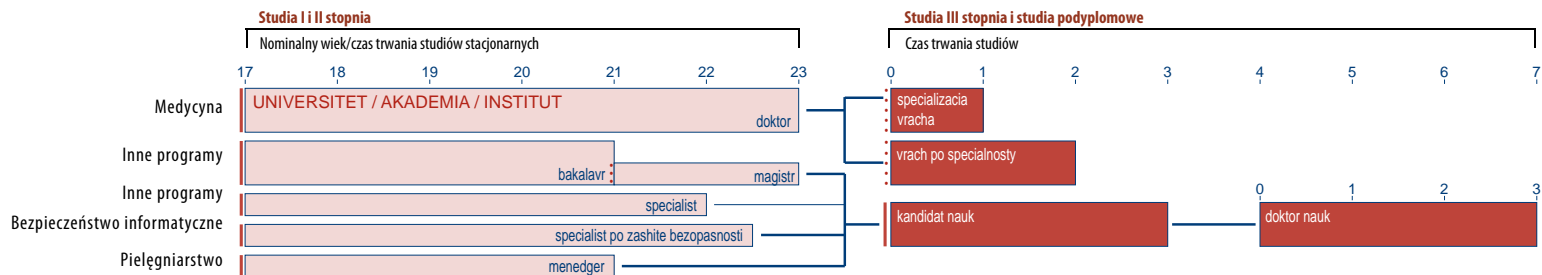 Studia I i II stopnia
Nominalny wiek/czas trwania studiów stacjonarnych
17 18 19 20 21 22 23
Studia III stopnia i studia podyplomowe
Czas trwania studiów
0 1 2 3 4 5 6 7
Medycyna
UNIVERSITET / AKADEMIA / INSTITUT
doktor
specializacia
vracha
Inne programy
bakalavr
magistr
vrach po specialnosty
Inne programy
specialist
0 1 2 3
kandidat nauk
doktor nauk
Bezpieczeństwo informatyczne
specialist po zashite bezopasnosti
Pielęgniarstwo
menedger